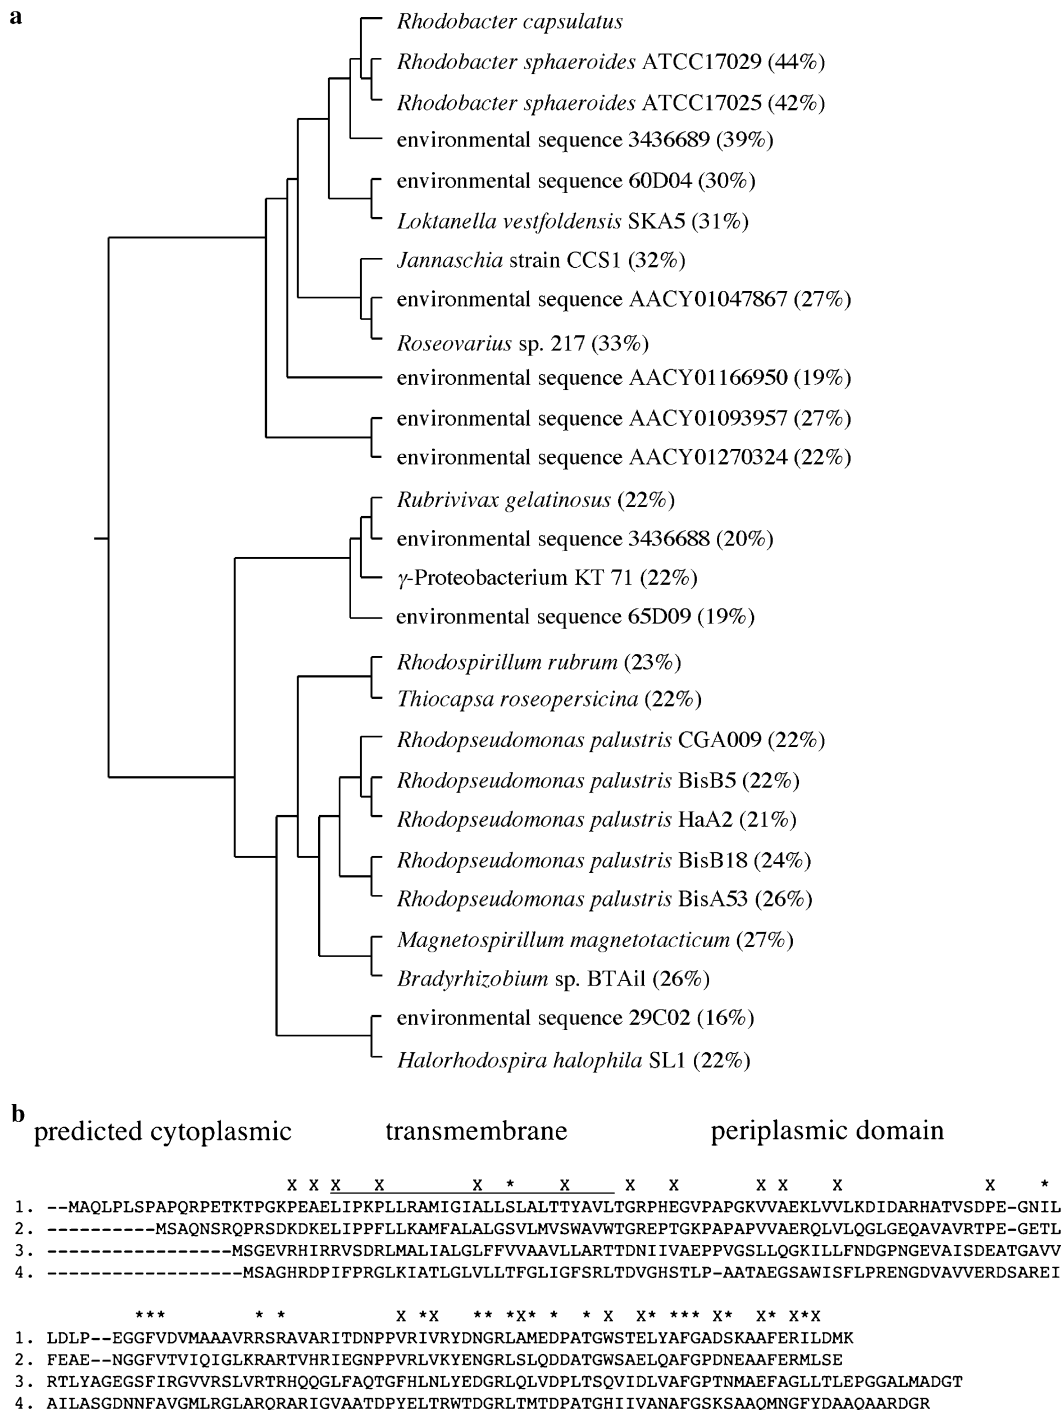 a
Rhodobacter capsulatus
Rhodobacter sphaeroides ATCC17029 (44%)
Rhodobacter sphaeroides ATCC17025 (42%)
environmental sequence 3436689 (39%)
environmental sequence 60D04 (30%)
Loktanella vestfoldensis SKA5 (31%)
Jannaschia strain CCS1 (32%)
environmental sequence AACY01047867 (27%)
Roseovarius sp. 217 (33%)
environmental sequence AACY01166950 (19%)
environmental sequence AACY01093957 (27%)
environmental sequence AACY01270324 (22%)
Rubrivivax gelatinosus (22%)
environmental sequence 3436688 (20%)
γ-Proteobacterium KT 71 (22%)
environmental sequence 65D09 (19%)
Rhodospirillum rubrum (23%)
Thiocapsa roseopersicina (22%)
Rhodopseudomonas palustris CGA009 (22%)
Rhodopseudomonas palustris BisB5 (22%)
Rhodopseudomonas palustris HaA2 (21%)
Rhodopseudomonas palustris BisB18 (24%)
Rhodopseudomonas palustris BisA53 (26%)
Magnetospirillum magnetotacticum (27%)
Bradyrhizobium sp. BTAil (26%)
environmental sequence 29C02 (16%)
Halorhodospira halophila SL1 (22%)
b
predicted cytoplasmic transmembrane periplasmic domain
X X X X X * X X X X X X X *
1. --MAQLPLSPAPQRPETKTPGKPEAELIPKPLLRAMIGIALLSLALTTYAVLTGRPHEGVPAPGKVVAEKLVVLKDIDARHATVSDPE-GNIL
2. ----------MSAQNSRQPRSDKDKELIPPFLLKAMFALALGSVLMVSWAVWTGREPTGKPAPAPVVAERQLVLQGLGEQAVAVRTPE-GETL
3. -----------------MSGEVRHIRRVSDRLMALIALGLFFVVAAVLLARTTDNIIVAEPPVGSLLQGKILLFNDGPNGEVAISDEATGAVV
4. ------------------MSAGHRDPIFPRGLKIATLGLVLLTFGLIGFSRLTDVGHSTLP-AATAEGSAWISFLPRENGDVAVVERDSAREI
*** * * X *X ** *X* * * X X* *** X* X* X*X
1. LDLP--EGGFVDVMAAAVRRSRAVARITDNPPVRIVRYDNGRLAMEDPATGWSTELYAFGADSKAAFERILDMK
2. FEAE--NGGFVTVIQIGLKRARTVHRIEGNPPVRLVKYENGRLSLQDDATGWSAELQAFGPDNEAAFERMLSE
3. RTLYAGEGSFIRGVVRSLVRTRHQQGLFAQTGFHLNLYEDGRLQLVDPLTSQVIDLVAFGPTNMAEFAGLLTLEPGGALMADGT
4. AILASGDNNFAVGMLRGLARQRARIGVAATDPYELTRWTDGRLTMTDPATGHIIVANAFGSKSAAQMNGFYDAAQAARDGR